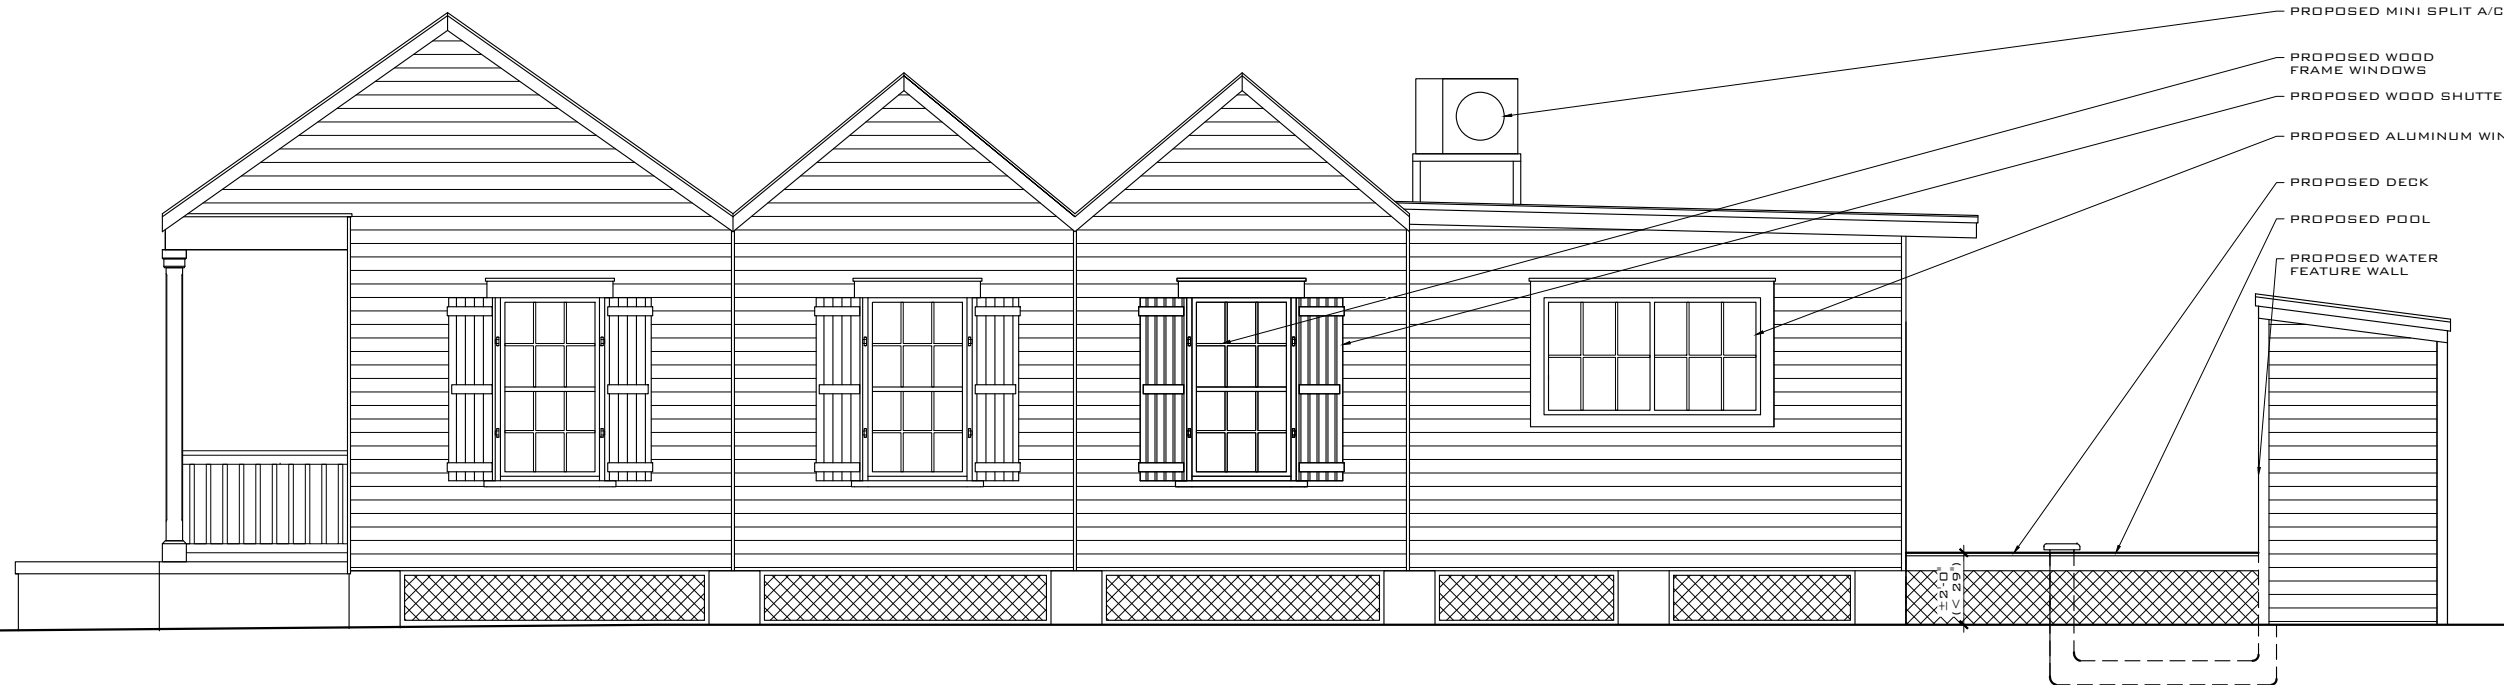 PROPOSED MINI SPLIT A/C
PROPOSED WOOD
FRAME WINDOWS
PROPOSED WOOD SHUTTE
PROPOSED ALUMINUM WIN
PROPOSED DECK
PROPOSED POOL
PROPOSED WATER
FEATURE WALL
±2'-0"
(< 29")